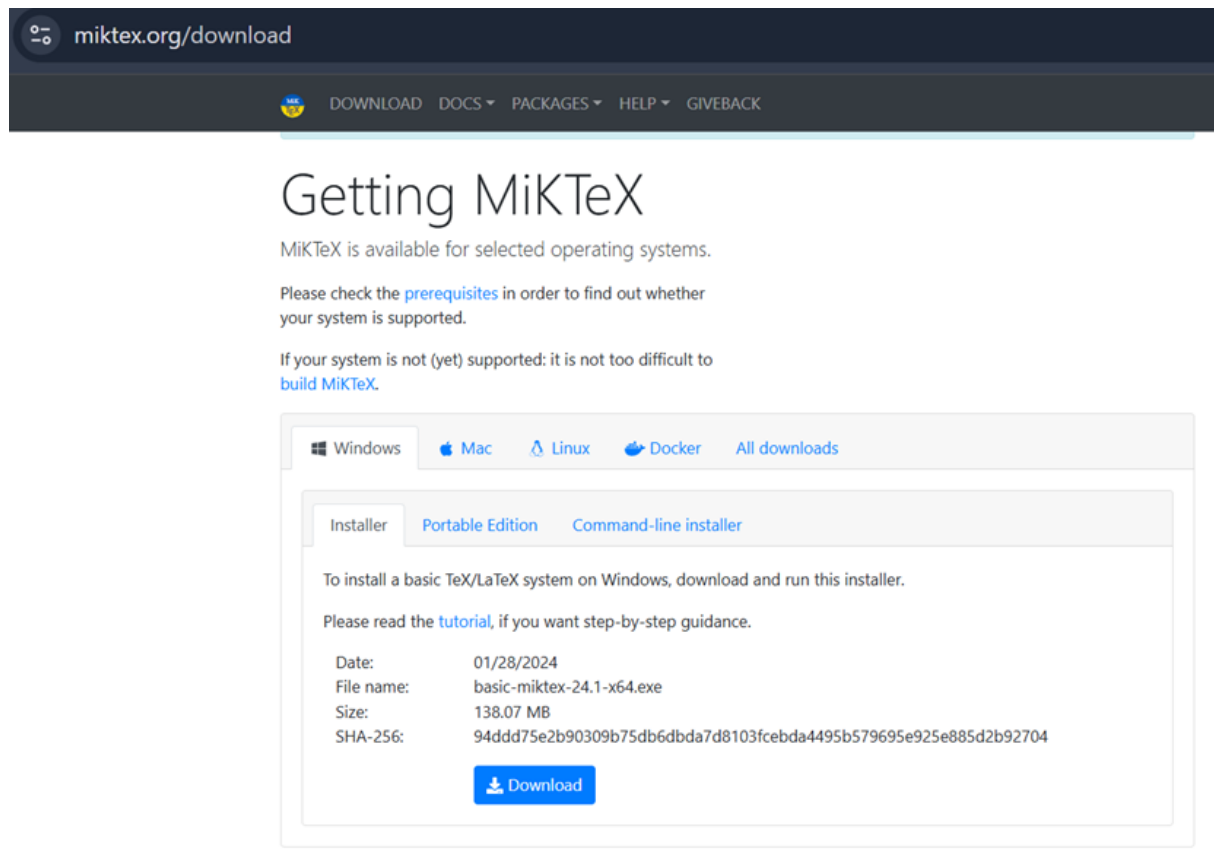 miktex.org/download
DOWNLOAD DOCS PACKAGES HELP GIVEBACK
Getting MiKTeX
MiKTeX is available for selected operating systems.
Please check the prerequisites in order to find out whether
your system is supported.
If your system is not (yet) supported: it is not too difficult to
build MiKTeX.
Windows Mac Linux Docker All downloads
Installer Portable Edition Command-line installer
To install a basic TeX/LaTeX system on Windows, download and run this installer.
Please read the tutorial, if you want step-by-step guidance.
Date: 01/28/2024
File name: basic-miktex-24.1-x64.exe
Size: 138.07 MB
SHA-256: 94ddd75e2b90309b75db6dbda7d8103fcebda4495b579695e925e885d2b92704
Download